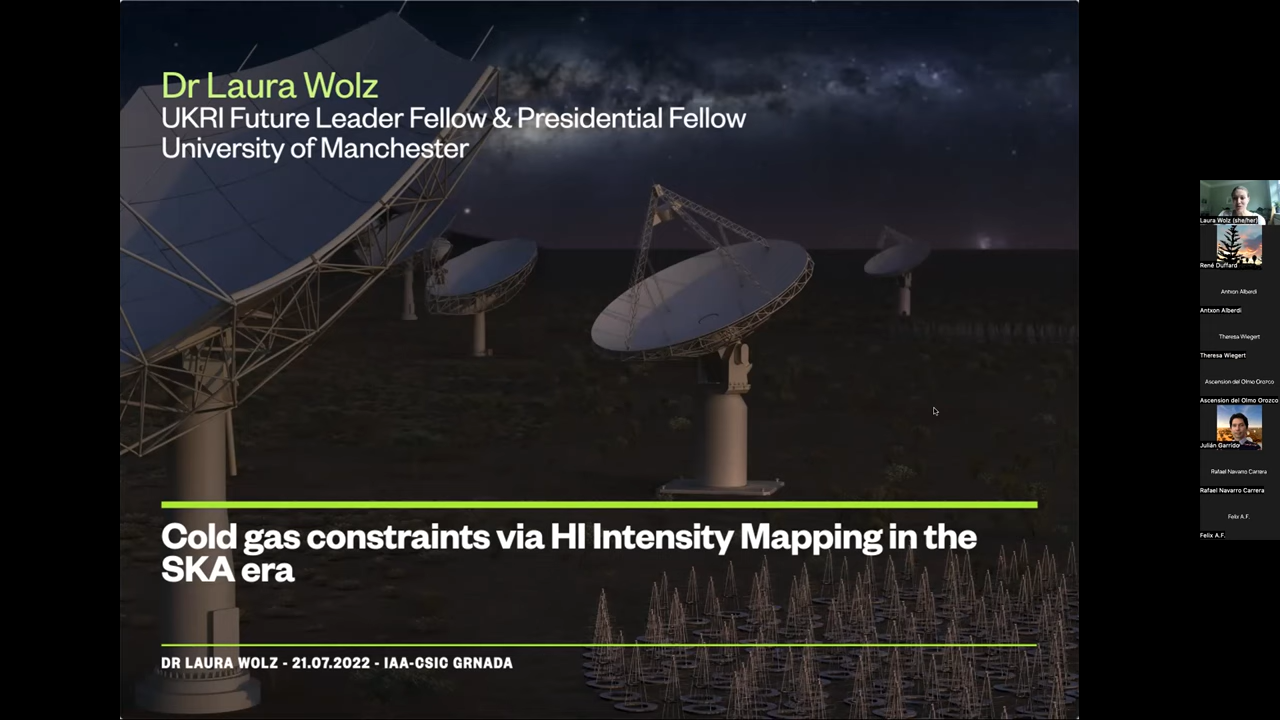 Dr Laura Wolz
UKRI Future Leader Fellow & Presidential Fellow
University of Manchester
Cold gas constraints via HI Intensity Mapping in the
SKA era
DR LAURA WOLZ - 21.07.2022 - IAA-CSIC GRNADA
Laura Wolz (she/her)
René Duffard
Antxon Alberdi
Antxon Alberdi
Theresa Wiegert
Theresa Wiegert
Ascension del Olmo Orozco
Ascension del Olmo Orozco
Julián Garrido
Rafael Navarro Carrera
Rafael Navarro Carrera
Felix A.F.
Felix A.F.